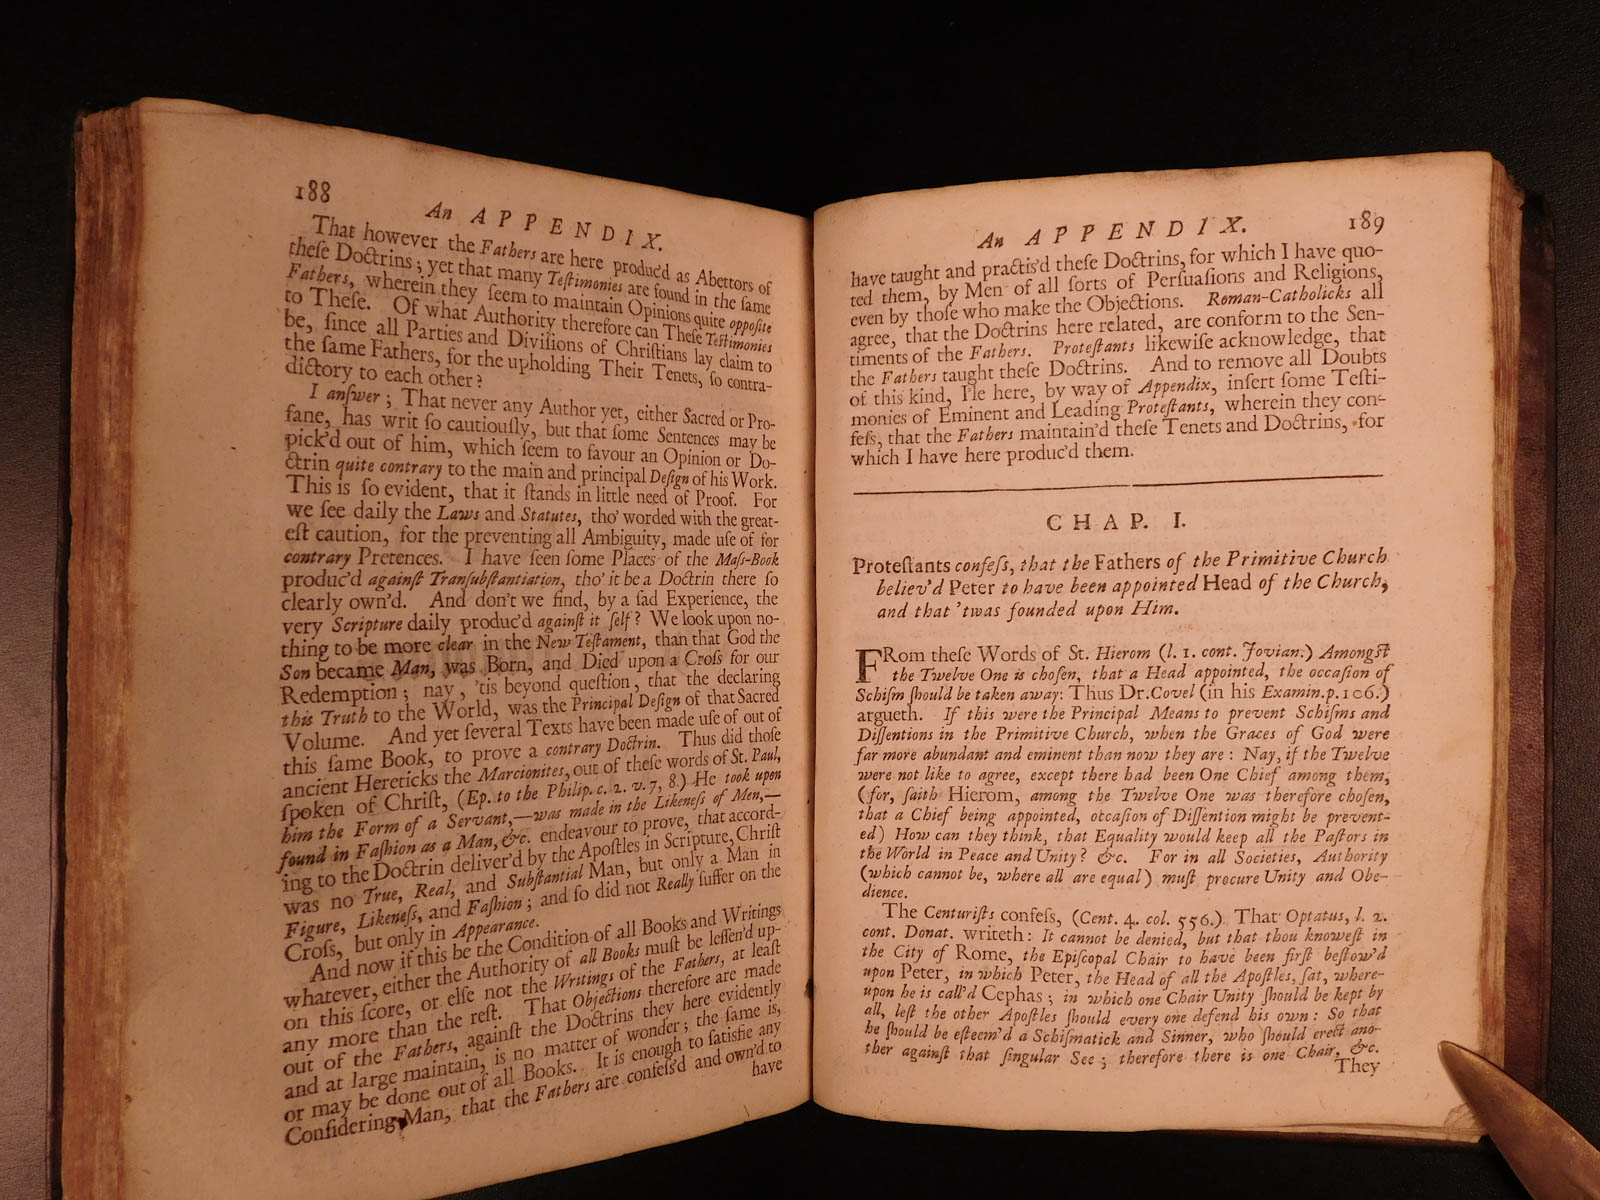 188
An APPENDIX.
That however the Fathers are here produc'd as Abettors of
theſe Doctrins; yet that many Teſtimonies are found in the ſame
Fathers, wherein they ſeem to maintain Opinions quite oppoſite
to Theſe. Of what Authority therefore can Theſe Teſtimonies
be, ſince all Parties and Diviſions of Chriſtians lay claim to
the ſame Fathers, for the upholding Their Tenets, ſo contra-
dictory to each other?
I anſwer; That never any Author yet, either Sacred or Pro-
fane, has writ ſo cautiouſly, but that ſome Sentences may be
pick'd out of him, which ſeem to favour an Opinion or Do-
ctrin quite contrary to the main and principal Deſign of his Work.
This is ſo evident, that it ſtands in little need of Proof. For
we ſee daily the Laws and Statutes, tho' worded with the great-
eſt caution, for the preventing all Ambiguity, made uſe of for
contrary Pretences. I have ſeen ſome Places of the Maſs-Book
produc'd againſt Tranſubſtantiation, tho' it be a Doctrin there ſo
clearly own'd. And don't we find, by a ſad Experience, the
very Scripture daily produc'd againſt it ſelf? We look upon no-
thing to be more clear in the New Teſtament, than that God the
Son became Man, was Born, and Died upon a Croſs for our
Redemption; nay, 'tis beyond queſtion, that the declaring
this Truth to the World, was the Principal Deſign of that Sacred
Volume. And yet ſeveral Texts have been made uſe of out of
this ſame Book, to prove a contrary Doctrin. Thus did thoſe
ancient Hereticks the Marcionites, out of theſe words of St. Paul,
ſpoken of Chriſt, (Ep. to the Philip. c. 2. v. 7, 8.) He took upon
him the Form of a Servant,—was made in the Likeneſs of Men,—
found in Faſhion as a Man, &c. endeavour to prove, that accord-
ing to the Doctrin deliver'd by the Apoſtles in Scripture, Chriſt
was no True, Real, and Subſtantial Man, but only a Man in
Figure, Likeneſs, and Faſhion; and ſo did not Really ſuffer on the
Croſs, but only in Appearance.
And now if this be the Condition of all Books and Writings
whatever, either the Authority of all Books muſt be leſſen'd up-
on this ſcore, or elſe not the Writings of the Fathers, at leaſt
any more than the reſt. That Objections therefore are made
out of the Fathers, againſt the Doctrins they here evidently
and at large maintain, is no matter of wonder; the ſame is,
or may be done out of all Books. It is enough to ſatisfie any
Conſidering Man, that the Fathers are confeſs'd and own'd to
have
An APPENDIX. 189
have taught and practis'd theſe Doctrins, for which I have quo-
ted them, by Men of all ſorts of Perſuaſions and Religions,
even by thoſe who make the Objections. Roman-Catholicks all
agree, that the Doctrins here related, are conform to the Sen-
timents of the Fathers. Proteſtants likewiſe acknowledge, that
the Fathers taught theſe Doctrins. And to remove all Doubts
of this kind, I'le here, by way of Appendix, inſert ſome Teſti-
monies of Eminent and Leading Proteſtants, wherein they con-
feſs, that the Fathers maintain'd theſe Tenets and Doctrins, for
which I have here produc'd them.
CHAP. I.
Proteſtants confeſs, that the Fathers of the Primitive Church
believ'd Peter to have been appointed Head of the Church,
and that 'twas founded upon Him.
FRom theſe Words of St. Hierom (l. 1. cont. Jovian.) Amongſt
the Twelve One is choſen, that a Head appointed, the occaſion of
Schiſm ſhould be taken away: Thus Dr. Covel (in his Examin. p. 106.)
argueth. If this were the Principal Means to prevent Schiſms and
Diſſentions in the Primitive Church, when the Graces of God were
far more abundant and eminent than now they are: Nay, if the Twelve
were not like to agree, except there had been One Chief among them,
(for, ſaith Hierom, among the Twelve One was therefore choſen,
that a Chief being appointed, occaſion of Diſſention might be prevent-
ed) How can they think, that Equality would keep all the Paſtors in
the World in Peace and Unity? &c. For in all Societies, Authority
(which cannot be, where all are equal) muſt procure Unity and Obe-
dience.
The Centuriſts confeſs, (Cent. 4. col. 556.) That Optatus, l. 2.
cont. Donat. writeth: It cannot be denied, but that thou knoweſt in
the City of Rome, the Epiſcopal Chair to have been firſt beſtow'd
upon Peter, in which Peter, the Head of all the Apoſtles, ſat, where-
upon he is call'd Cephas; in which one Chair Unity ſhould be kept by
all, leſt the other Apoſtles ſhould every one defend his own: So that
he ſhould be eſteem'd a Schiſmatick and Sinner, who ſhould erect ano-
ther againſt that ſingular See; therefore there is one Chair, &c.
They